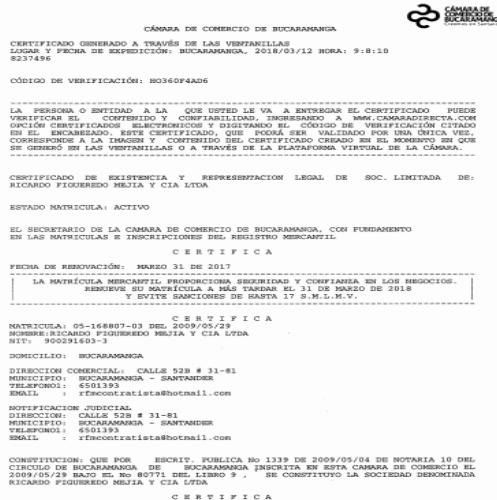 CÁMARA DE
COMERCIO DE
BUCARAMANGA
CÁMARA DE COMERCIO DE BUCARAMANGA
CERTIFICADO GENERADO A TRAVÉS DE LAS VENTANILLAS
LUGAR Y FECHA DE EXPEDICIÓN: BUCARAMANGA, 2018/03/12 HORA: 9:8:10
8237496
CÓDIGO DE VERIFICACIÓN: HO360F4AD6
LA PERSONA O ENTIDAD A LA QUE USTED LE VA A ENTREGAR EL CERTIFICADO PUEDE
VERIFICAR EL CONTENIDO Y CONFIABILIDAD, INGRESANDO A WWW.CAMARADIRECTA.COM
OPCIÓN CERTIFICADOS ELECTRONICOS Y DIGITANDO EL CÓDIGO DE VERIFICACIÓN CITADO
EN EL ENCABEZADO. ESTE CERTIFICADO, QUE PODRÁ SER VALIDADO POR UNA ÚNICA VEZ,
CORRESPONDE A LA IMAGEN Y CONTENIDO DEL CERTIFICADO CREADO EN EL MOMENTO EN QUE
SE GENERÓ EN LAS VENTANILLAS O A TRAVÉS DE LA PLATAFORMA VIRTUAL DE LA CÁMARA.
CERTIFICADO DE EXISTENCIA Y REPRESENTACION LEGAL DE SOC. LIMITADA DE:
RICARDO FIGUEREDO MEJIA Y CIA LTDA
ESTADO MATRICULA: ACTIVO
EL SECRETARIO DE LA CAMARA DE COMERCIO DE BUCARAMANGA, CON FUNDAMENTO
EN LAS MATRICULAS E INSCRIPCIONES DEL REGISTRO MERCANTIL
C E R T I F I C A
FECHA DE RENOVACIÓN: MARZO 31 DE 2017
LA MATRÍCULA MERCANTIL PROPORCIONA SEGURIDAD Y CONFIANZA EN LOS NEGOCIOS.
RENUEVE SU MATRÍCULA A MÁS TARDAR EL 31 DE MARZO DE 2018
Y EVITE SANCIONES DE HASTA 17 S.M.L.M.V.
C E R T I F I C A
MATRICULA: 05-168807-03 DEL 2009/05/29
NOMBRE:RICARDO FIGUEREDO MEJIA Y CIA LTDA
NIT: 900291603-3
DOMICILIO: BUCARAMANGA
DIRECCION COMERCIAL: CALLE 52B # 31-81
MUNICIPIO: BUCARAMANGA - SANTANDER
TELEFONO1: 6501393
EMAIL : rfmcontratista@hotmail.com
NOTIFICACION JUDICIAL
DIRECCION: CALLE 52B # 31-81
MUNICIPIO: BUCARAMANGA - SANTANDER
TELEFONO1: 6501393
EMAIL : rfmcontratista@hotmail.com
CONSTITUCION: QUE POR ESCRIT. PUBLICA No 1339 DE 2009/05/04 DE NOTARIA 10 DEL
CIRCULO DE BUCARAMANGA DE BUCARAMANGA INSCRITA EN ESTA CAMARA DE COMERCIO EL
2009/05/29 BAJO EL No 80771 DEL LIBRO 9 , SE CONSTITUYO LA SOCIEDAD DENOMINADA
RICARDO FIGUEREDO MEJIA Y CIA LTDA
C E R T I F I C A